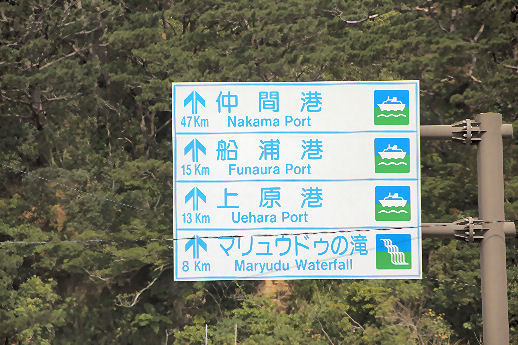 仲間港
47Km Nakama Port
船浦港
15Km Funaura Port
上原港
13Km Uehara Port
マリュウドゥの滝
8Km Maryudu Waterfall